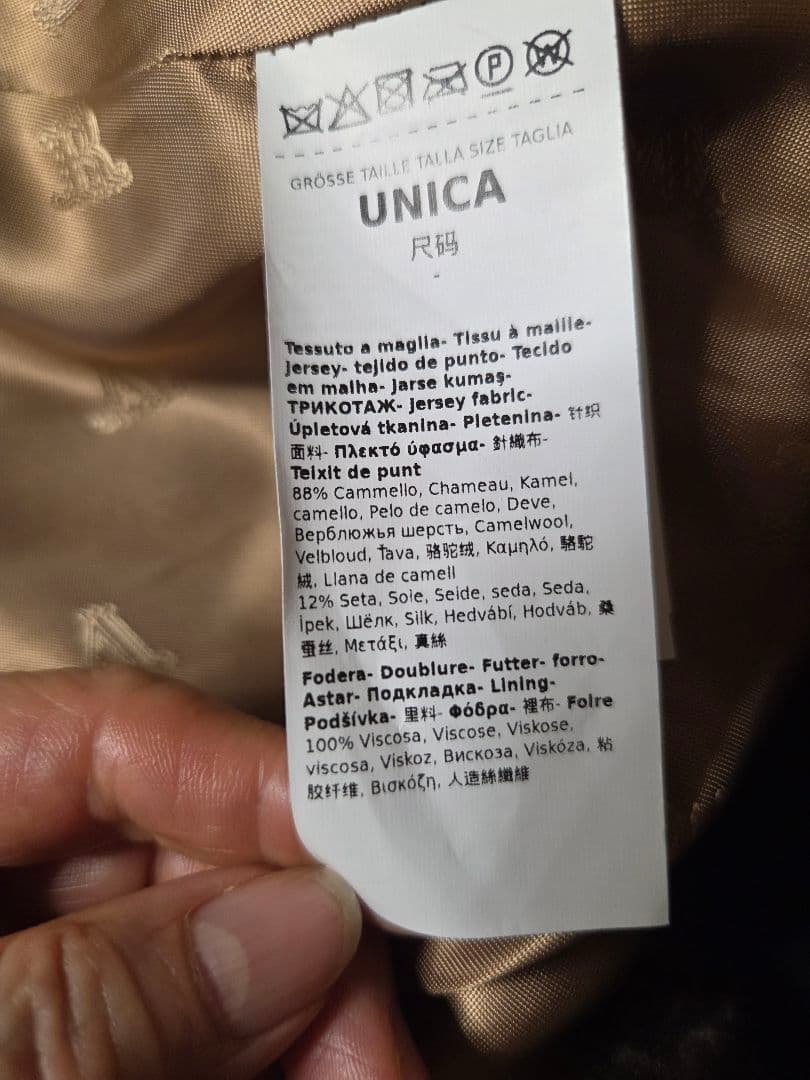 P
W
GRÖSSE TAILLE TALLA SIZE TAGLIA
UNICA
尺码
-
Tessuto a maglia- Tissu à maille-
Jersey- tejido de punto- Tecido
em malha- Jarse kumaş-
ТРИКОТАЖ- Jersey fabric-
Úpletová tkanina- Pletenina- 针织
面料- Πλεκτό ύφασμα- 針織布-
Teixit de punt
88% Cammello, Chameau, Kamel,
camello, Pelo de camelo, Deve,
Верблюжья шерсть, Camelwool,
Velbloud, Ťava, 骆驼绒, Καμηλό, 駱駝
絨, Llana de camell
12% Seta, Soie, Seide, seda, Seda,
İpek, Шёлк, Silk, Hedvábí, Hodváb, 桑
蚕丝, Μετάξι, 真絲
Fodera- Doublure- Futter- forro-
Astar- Подкладка- Lining-
Podšívka- 里料- Φόδρα- 裡布- Folre
100% Viscosa, Viscose, Viskose,
viscosa, Viskoz, Вискоза, Viskóza, 粘
胶纤维, Βισκόζη, 人造絲纖維